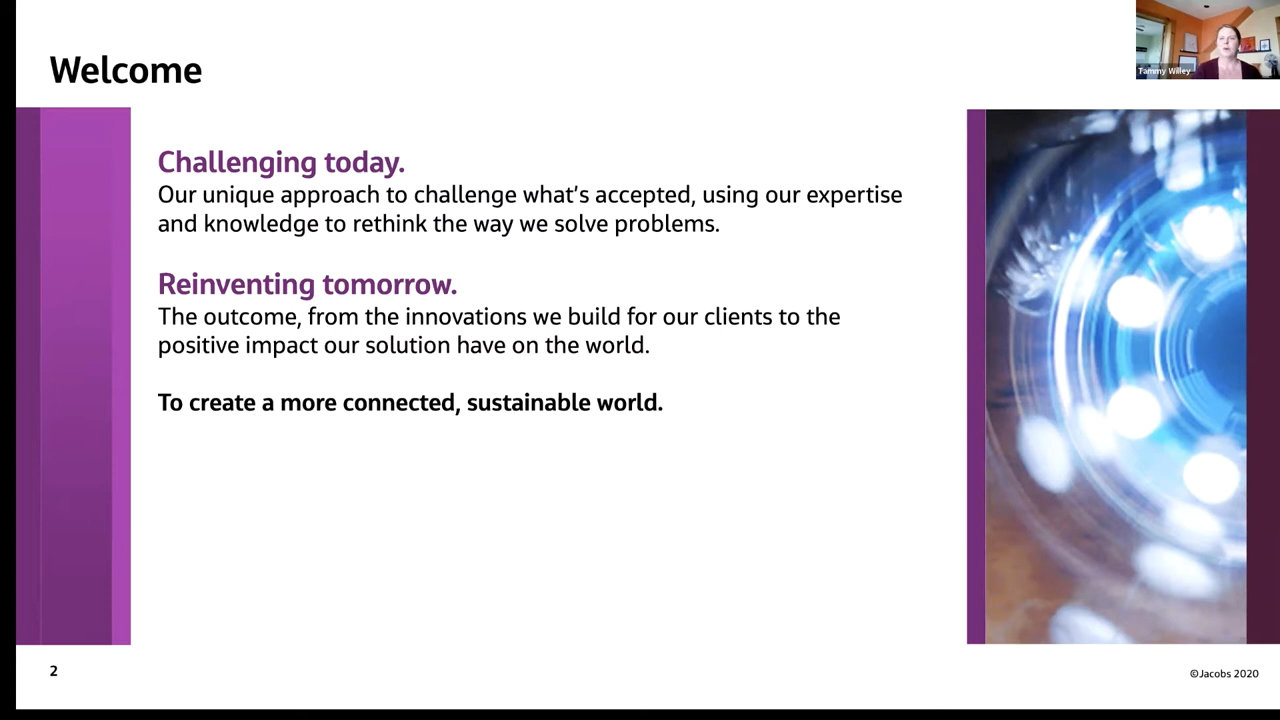 Welcome
Tammy Willey
Challenging today.
Our unique approach to challenge what's accepted, using our expertise
and knowledge to rethink the way we solve problems.
Reinventing tomorrow.
The outcome, from the innovations we build for our clients to the
positive impact our solution have on the world.
To create a more connected, sustainable world.
2
©Jacobs 2020